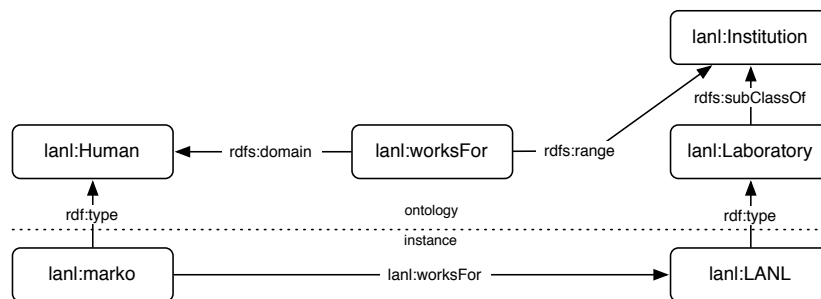 lanl:Institution
rdfs:subClassOf
lanl:Human
rdfs:domain
lanl:worksFor
rdfs:range
lanl:Laboratory
rdf:type
ontology
rdf:type
instance
lanl:marko
lanl:worksFor
lanl:LANL